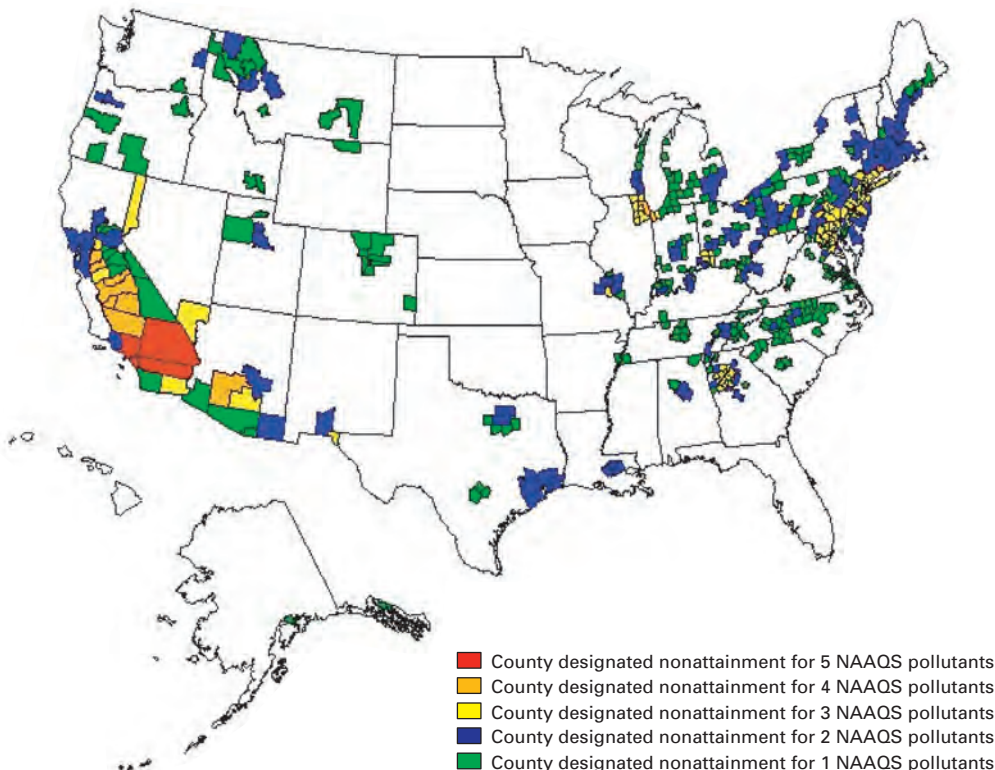 County designated nonattainment for 5 NAAQS pollutants
County designated nonattainment for 4 NAAQS pollutants
County designated nonattainment for 3 NAAQS pollutants
County designated nonattainment for 2 NAAQS pollutants
County designated nonattainment for 1 NAAQS pollutants